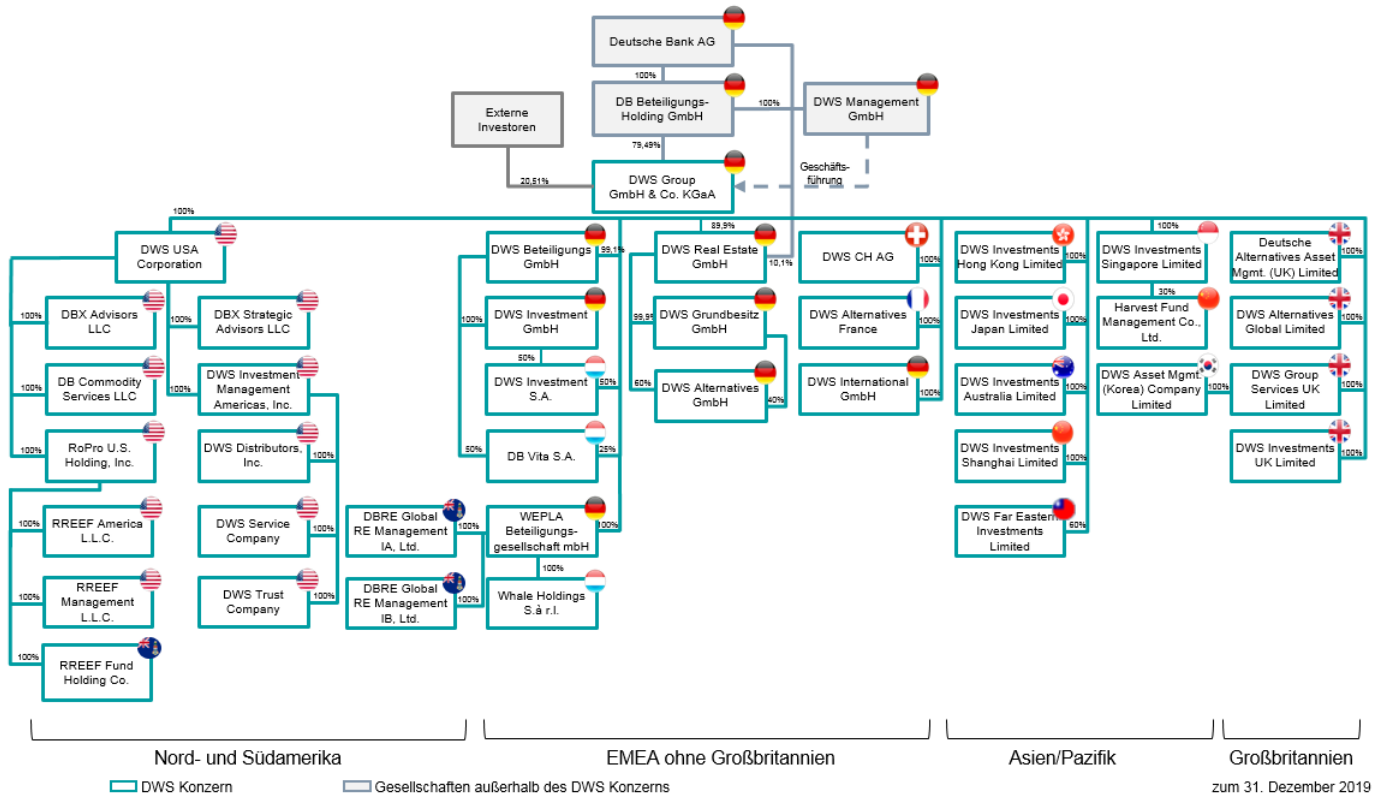 Deutsche Bank AG
100%
DB Beteiligungs-
Holding GmbH
100%
DWS Management
GmbH
Externe
Investoren
79,49%
Geschäfts-
führung
20,51%
DWS Group
GmbH & Co. KGaA
100%
89,9%
100%
DWS USA
Corporation
DWS Beteiligungs
GmbH
99,1%
DWS Real Estate
GmbH
10,1%
DWS CH AG
100%
DWS Investments
Hong Kong Limited
100%
DWS Investments
Singapore Limited
Deutsche
Alternatives Asset
Mgmt. (UK) Limited
100%
30%
100%
DBX Advisors
LLC
100%
DBX Strategic
Advisors LLC
100%
DWS Investment
GmbH
99,9%
DWS Grundbesitz
GmbH
DWS Alternatives
France
100%
DWS Investments
Japan Limited
100%
Harvest Fund
Management Co.,
Ltd.
DWS Alternatives
Global Limited
100%
50%
100%
DB Commodity
Services LLC
100%
DWS Investment
Management
Americas, Inc.
DWS Investment
S.A.
50%
60%
DWS Alternatives
GmbH
40%
DWS International
GmbH
100%
DWS Investments
Australia Limited
100%
DWS Asset Mgmt.
(Korea) Company
Limited
100%
DWS Group
Services UK
Limited
100%
100%
RoPro U.S.
Holding, Inc.
DWS Distributors,
Inc.
100%
50%
DB Vita S.A.
25%
DWS Investments
Shanghai Limited
100%
DWS Investments
UK Limited
100%
100%
RREEF America
L.L.C.
DWS Service
Company
100%
DBRE Global
RE Management
IA, Ltd.
100%
WEPLA
Beteiligungs-
gesellschaft mbH
100%
DWS Far Eastern
Investments
Limited
60%
100%
100%
RREEF
Management
L.L.C.
DWS Trust
Company
100%
DBRE Global
RE Management
IB, Ltd.
100%
Whale Holdings
S.à r.l.
100%
RREEF Fund
Holding Co.
Nord- und Südamerika
EMEA ohne Großbritannien
Asien/Pazifik
Großbritannien
DWS Konzern
Gesellschaften außerhalb des DWS Konzerns
zum 31. Dezember 2019